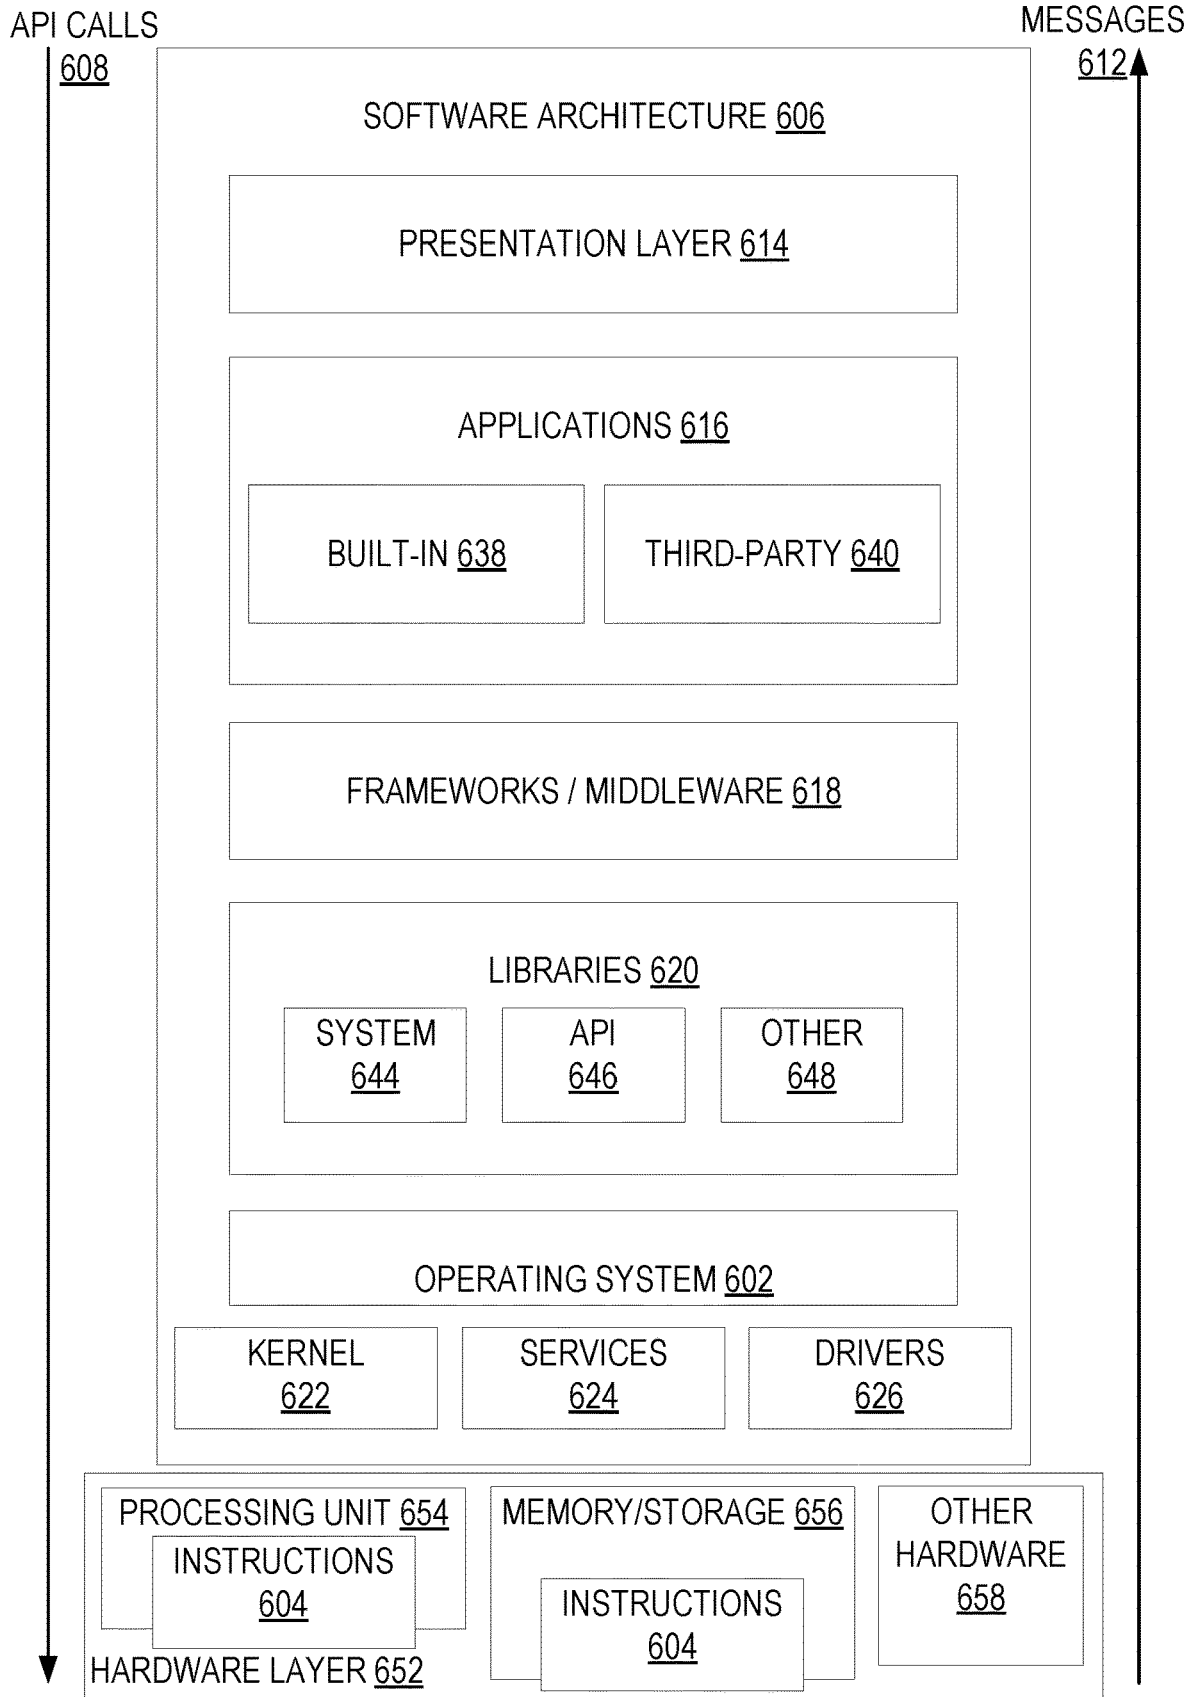 API CALLS
608
MESSAGES
612
SOFTWARE ARCHITECTURE 606
PRESENTATION LAYER 614
APPLICATIONS 616
BUILT-IN 638
THIRD-PARTY 640
FRAMEWORKS / MIDDLEWARE 618
LIBRARIES 620
SYSTEM
644
API
646
OTHER
648
OPERATING SYSTEM 602
KERNEL
622
SERVICES
624
DRIVERS
626
PROCESSING UNIT 654
INSTRUCTIONS
604
MEMORY/STORAGE 656
INSTRUCTIONS
604
OTHER
HARDWARE
658
HARDWARE LAYER 652